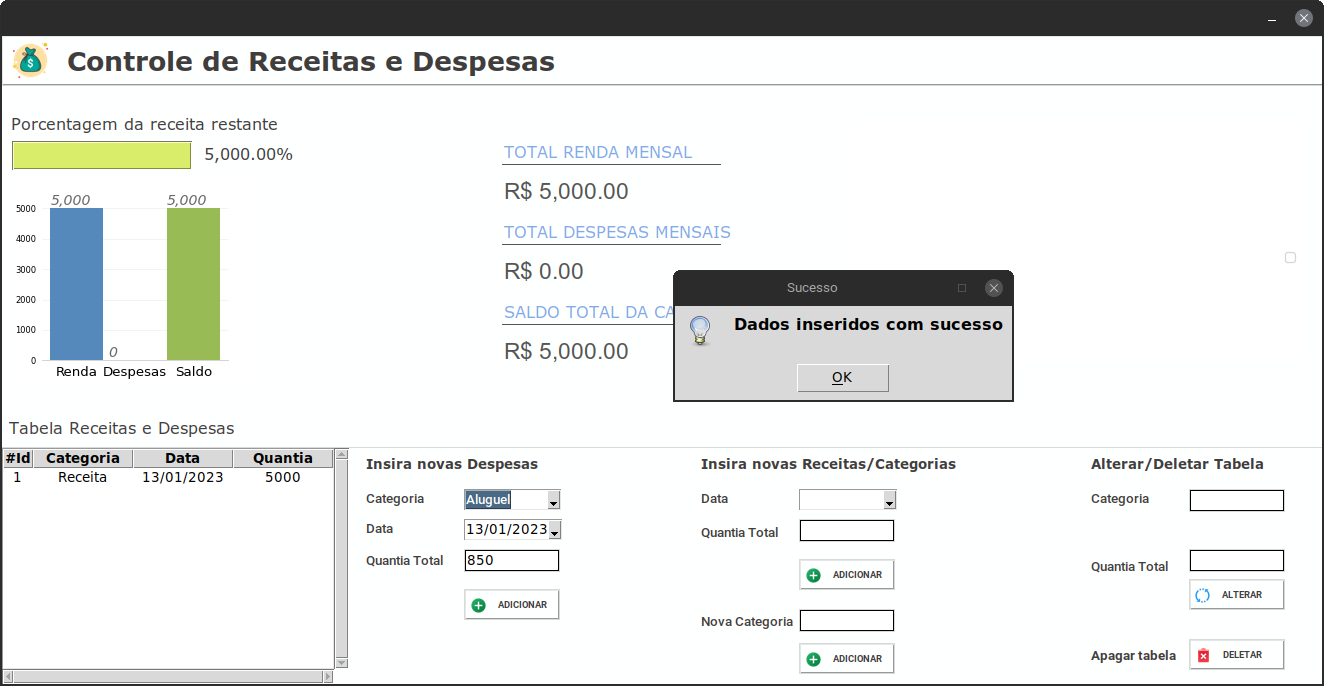 Controle de Receitas e Despesas
Porcentagem da receita restante
5,000.00%
5,000
5,000
5000
4000
3000
2000
1000
0
0
Renda
Despesas
Saldo
TOTAL RENDA MENSAL
R$ 5,000.00
TOTAL DESPESAS MENSAIS
R$ 0.00
SALDO TOTAL DA CA
R$ 5,000.00
Sucesso
Dados inseridos com sucesso
OK
Tabela Receitas e Despesas
#Id Categoria Data Quantia
1 Receita 13/01/2023 5000
Insira novas Despesas
Categoria Aluguel
Data 13/01/2023
Quantia Total 850
ADICIONAR
Insira novas Receitas/Categorias
Data
Quantia Total
ADICIONAR
Nova Categoria
ADICIONAR
Alterar/Deletar Tabela
Categoria
Quantia Total
ALTERAR
Apagar tabela DELETAR